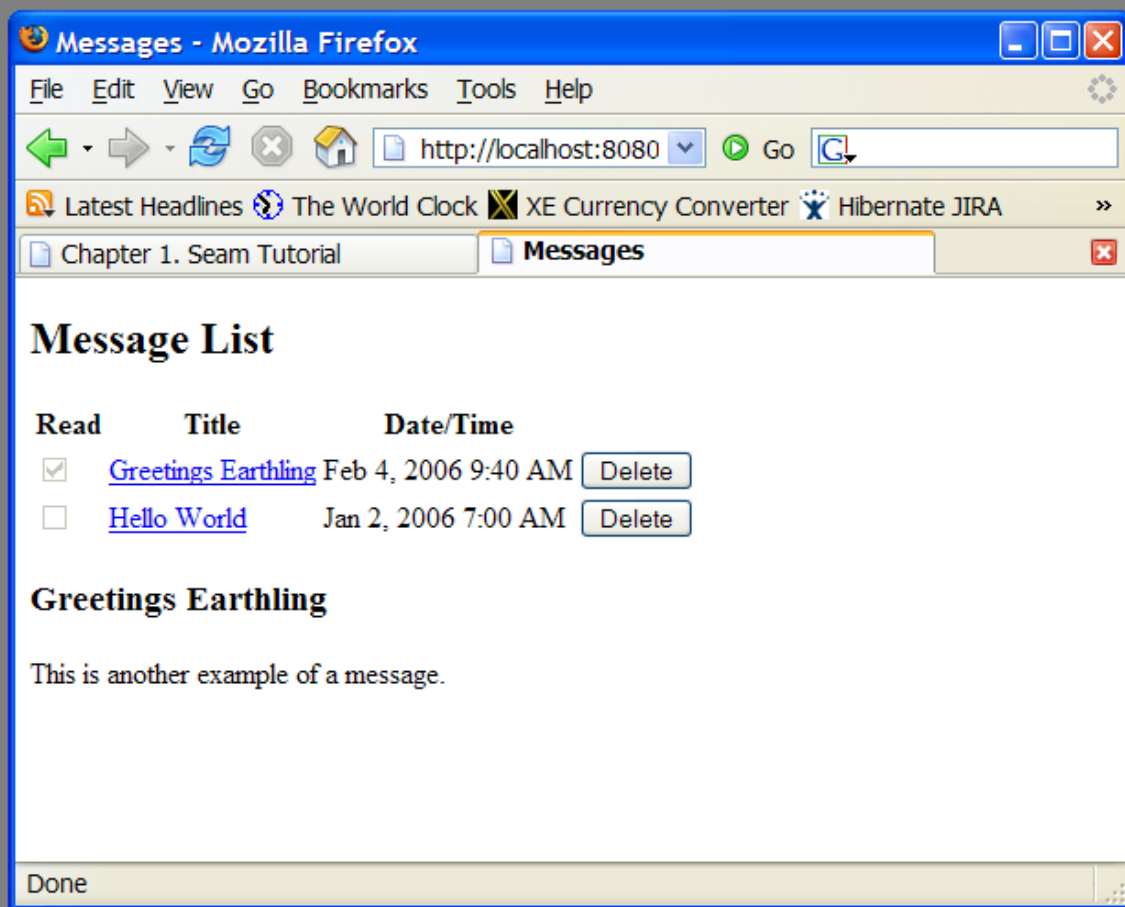 Messages - Mozilla Firefox
File Edit View Go Bookmarks Tools Help
http://localhost:8080 Go G
Latest Headlines The World Clock XE Currency Converter Hibernate JIRA »
Chapter 1. Seam Tutorial Messages
Message List
Read Title Date/Time
Greetings Earthling Feb 4, 2006 9:40 AM Delete
Hello World Jan 2, 2006 7:00 AM Delete
Greetings Earthling
This is another example of a message.
Done